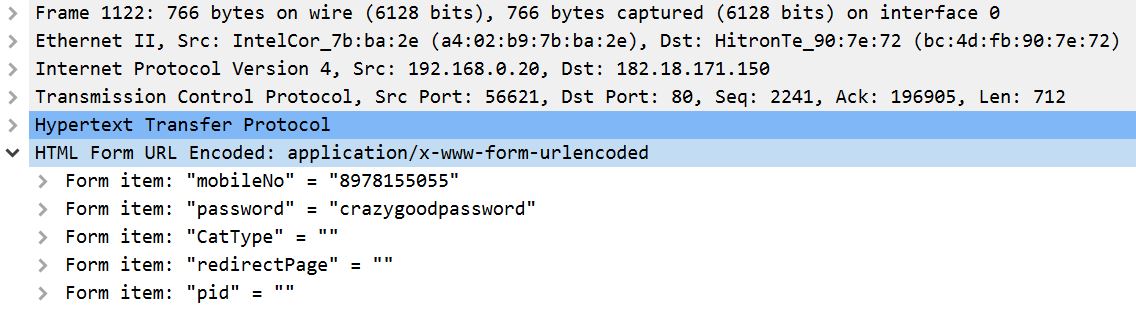 Frame 1122: 766 bytes on wire (6128 bits), 766 bytes captured (6128 bits) on interface 0
Ethernet II, Src: IntelCor_7b:ba:2e (a4:02:b9:7b:ba:2e), Dst: HitronTe_90:7e:72 (bc:4d:fb:90:7e:72)
Internet Protocol Version 4, Src: 192.168.0.20, Dst: 182.18.171.150
Transmission Control Protocol, Src Port: 56621, Dst Port: 80, Seq: 2241, Ack: 196905, Len: 712
Hypertext Transfer Protocol
HTML Form URL Encoded: application/x-www-form-urlencoded
Form item: "mobileNo" = "8978155055"
Form item: "password" = "crazygoodpassword"
Form item: "CatType" = ""
Form item: "redirectPage" = ""
Form item: "pid" = ""